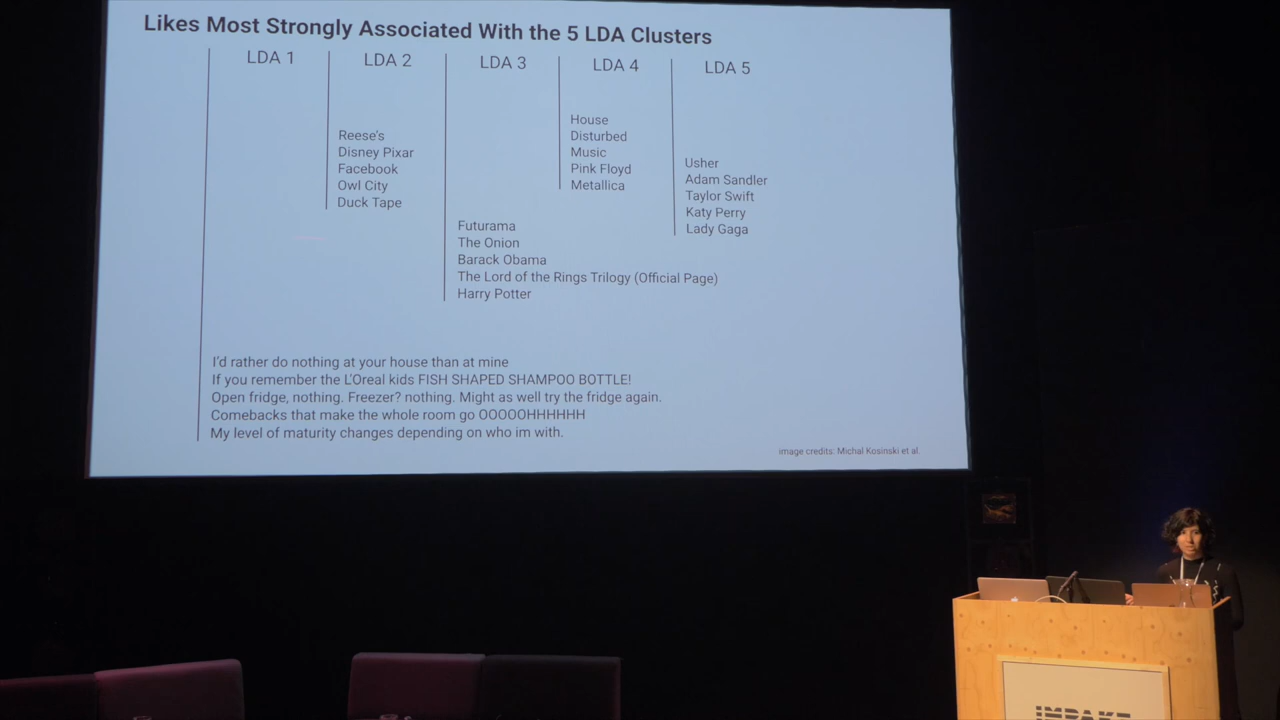 Likes Most Strongly Associated With the 5 LDA Clusters
LDA 1
LDA 2
LDA 3
LDA 4
LDA 5
Reese's
Disney Pixar
Facebook
Owl City
Duck Tape
Futurama
The Onion
Barack Obama
The Lord of the Rings Trilogy (Official Page)
Harry Potter
House
Disturbed
Music
Pink Floyd
Metallica
Usher
Adam Sandler
Taylor Swift
Katy Perry
Lady Gaga
I'd rather do nothing at your house than at mine
If you remember the L'Oreal kids FISH SHAPED SHAMPOO BOTTLE!
Open fridge, nothing. Freezer? nothing. Might as well try the fridge again.
Comebacks that make the whole room go OOOOOHHHHHH
My level of maturity changes depending on who im with.
image credits: Michal Kosinski et al.
IMPAKT